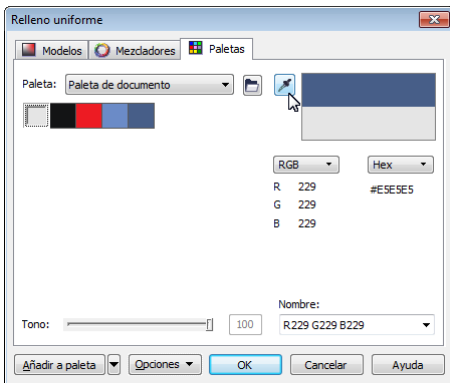 Relleno uniforme
Modelos Mezcladores Paletas
Paleta: Paleta de documento
RGB Hex
R 229 #E5E5E5
G 229
B 229
Nombre:
Tono: 100 R229 G229 B229
Añadir a paleta Opciones OK Cancelar Ayuda